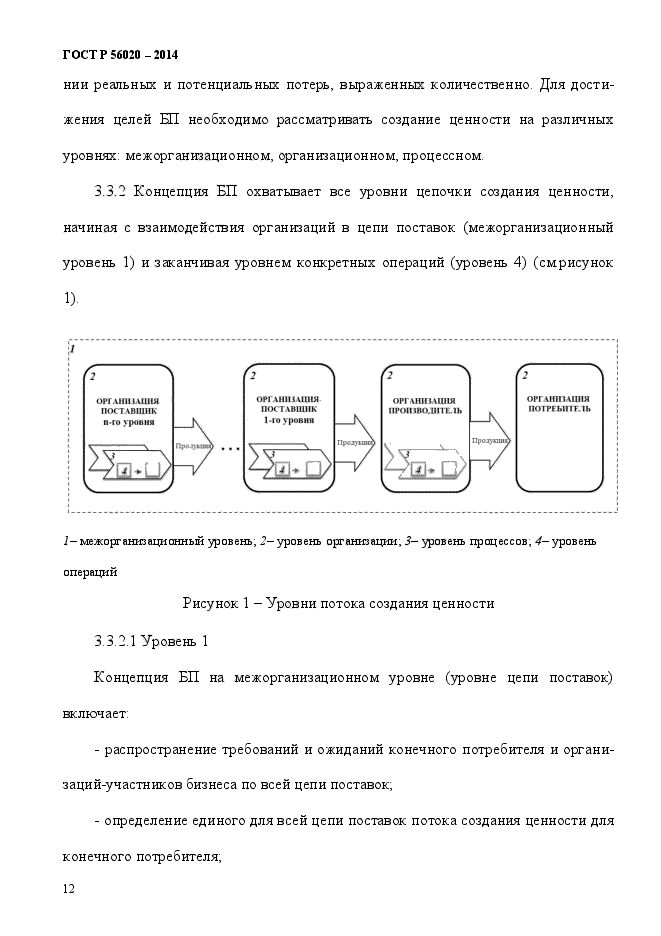 ГОСТ Р 56020 – 2014
нии реальных и потенциальных потерь, выраженных количественно. Для дости-
жения целей БП необходимо рассматривать создание ценности на различных
уровнях: межорганизационном, организационном, процессном.
3.3.2 Концепция БП охватывает все уровни цепочки создания ценности,
начиная с взаимодействия организаций в цепи поставок (межорганизационный
уровень 1) и заканчивая уровнем конкретных операций (уровень 4) (см.рисунок
1).
1
2
ОРГАНИЗАЦИЯ
ПОСТАВЩИК
n-го уровня
3
4
Продукция
...
2
ОРГАНИЗАЦИЯ-
ПОСТАВЩИК
1-го уровня
3
4
Продукция
2
ОРГАНИЗАЦИЯ
ПРОИЗВОДИТЕЛЬ
3
4
Продукция
2
ОРГАНИЗАЦИЯ
ПОТРЕБИТЕЛЬ
1– межорганизационный уровень; 2– уровень организации; 3– уровень процессов; 4– уровень
операций
Рисунок 1 – Уровни потока создания ценности
3.3.2.1 Уровень 1
Концепция БП на межорганизационном уровне (уровне цепи поставок)
включает:
- распространение требований и ожиданий конечного потребителя и органи-
заций-участников бизнеса по всей цепи поставок;
- определение единого для всей цепи поставок потока создания ценности для
конечного потребителя;
12